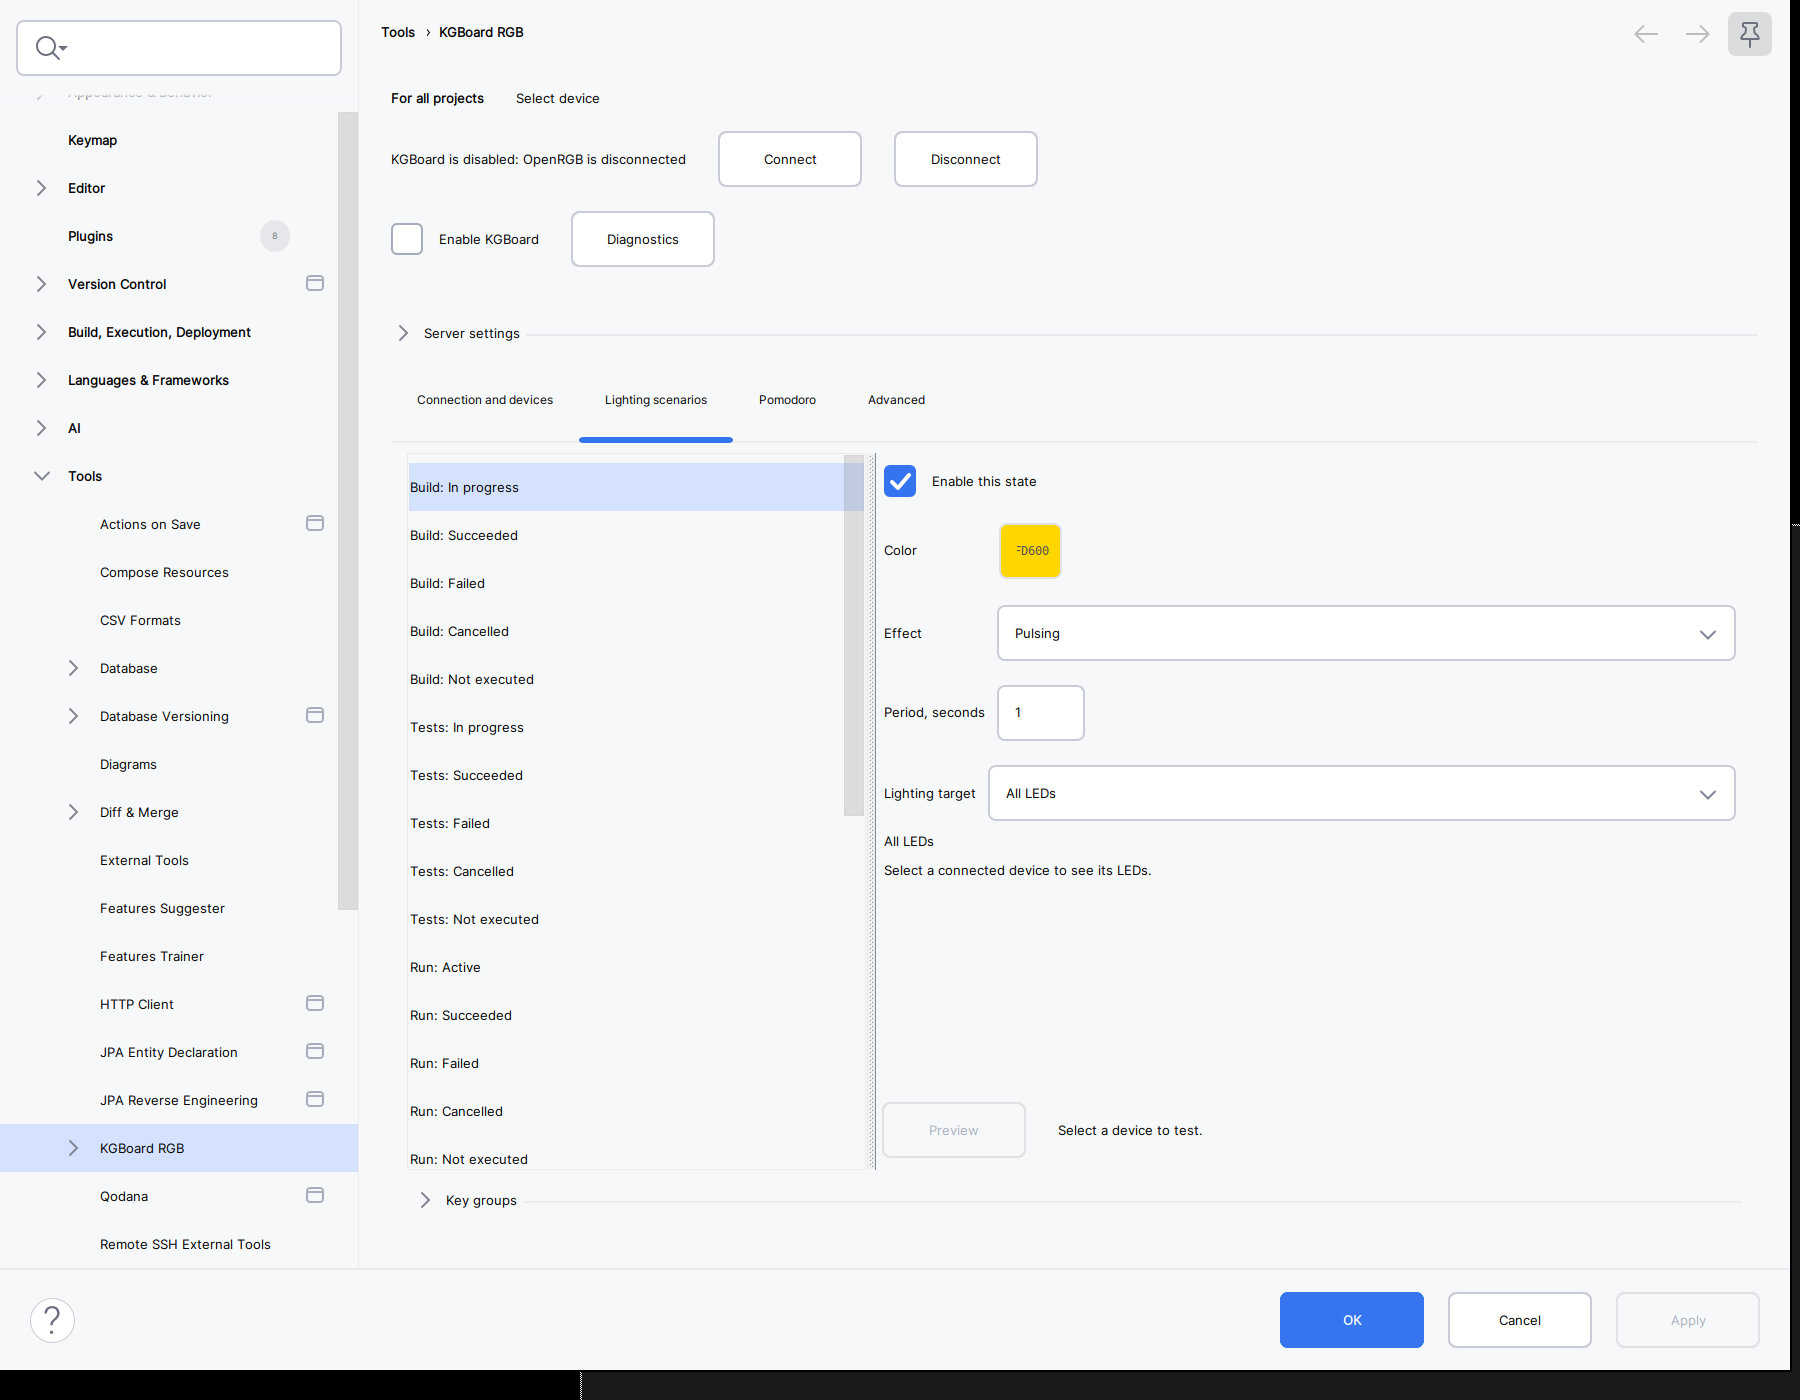 Tools › KGBoard RGB
Keymap
Editor
Plugins 8
Version Control
Build, Execution, Deployment
Languages & Frameworks
AI
Tools
Actions on Save
Compose Resources
CSV Formats
Database
Database Versioning
Diagrams
Diff & Merge
External Tools
Features Suggester
Features Trainer
HTTP Client
JPA Entity Declaration
JPA Reverse Engineering
KGBoard RGB
Qodana
Remote SSH External Tools
For all projects Select device
KGBoard is disabled: OpenRGB is disconnected Connect Disconnect
Enable KGBoard Diagnostics
Server settings
Connection and devices Lighting scenarios Pomodoro Advanced
Build: In progress
Build: Succeeded
Build: Failed
Build: Cancelled
Build: Not executed
Tests: In progress
Tests: Succeeded
Tests: Failed
Tests: Cancelled
Tests: Not executed
Run: Active
Run: Succeeded
Run: Failed
Run: Cancelled
Run: Not executed
Enable this state
Color D600
Effect Pulsing
Period, seconds 1
Lighting target All LEDs
All LEDs
Select a connected device to see its LEDs.
Preview Select a device to test.
Key groups
? OK Cancel Apply